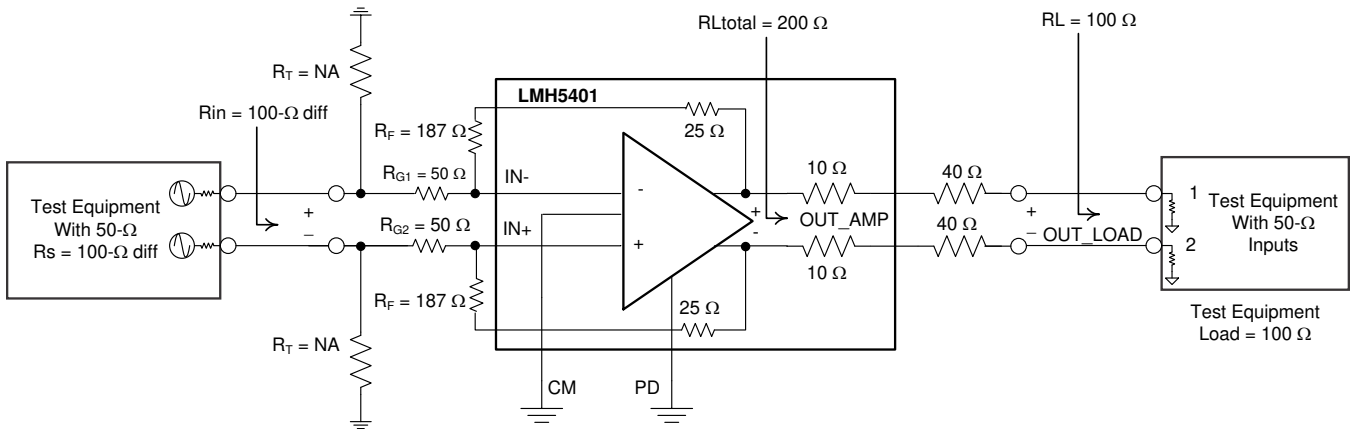 RLtotal = 200 Ω
RL = 100 Ω
R_T = NA
Rin = 100-Ω diff
LMH5401
R_F = 187 Ω
25 Ω
R_G1 = 50 Ω
IN-
10 Ω
40 Ω
Test Equipment
With 50-Ω
Rs = 100-Ω diff
+
–
R_G2 = 50 Ω
IN+
-
+
+
-
OUT_AMP
+
–
OUT_LOAD
1
2
Test Equipment
With 50-Ω
Inputs
10 Ω
40 Ω
R_F = 187 Ω
25 Ω
Test Equipment
Load = 100 Ω
R_T = NA
CM
PD